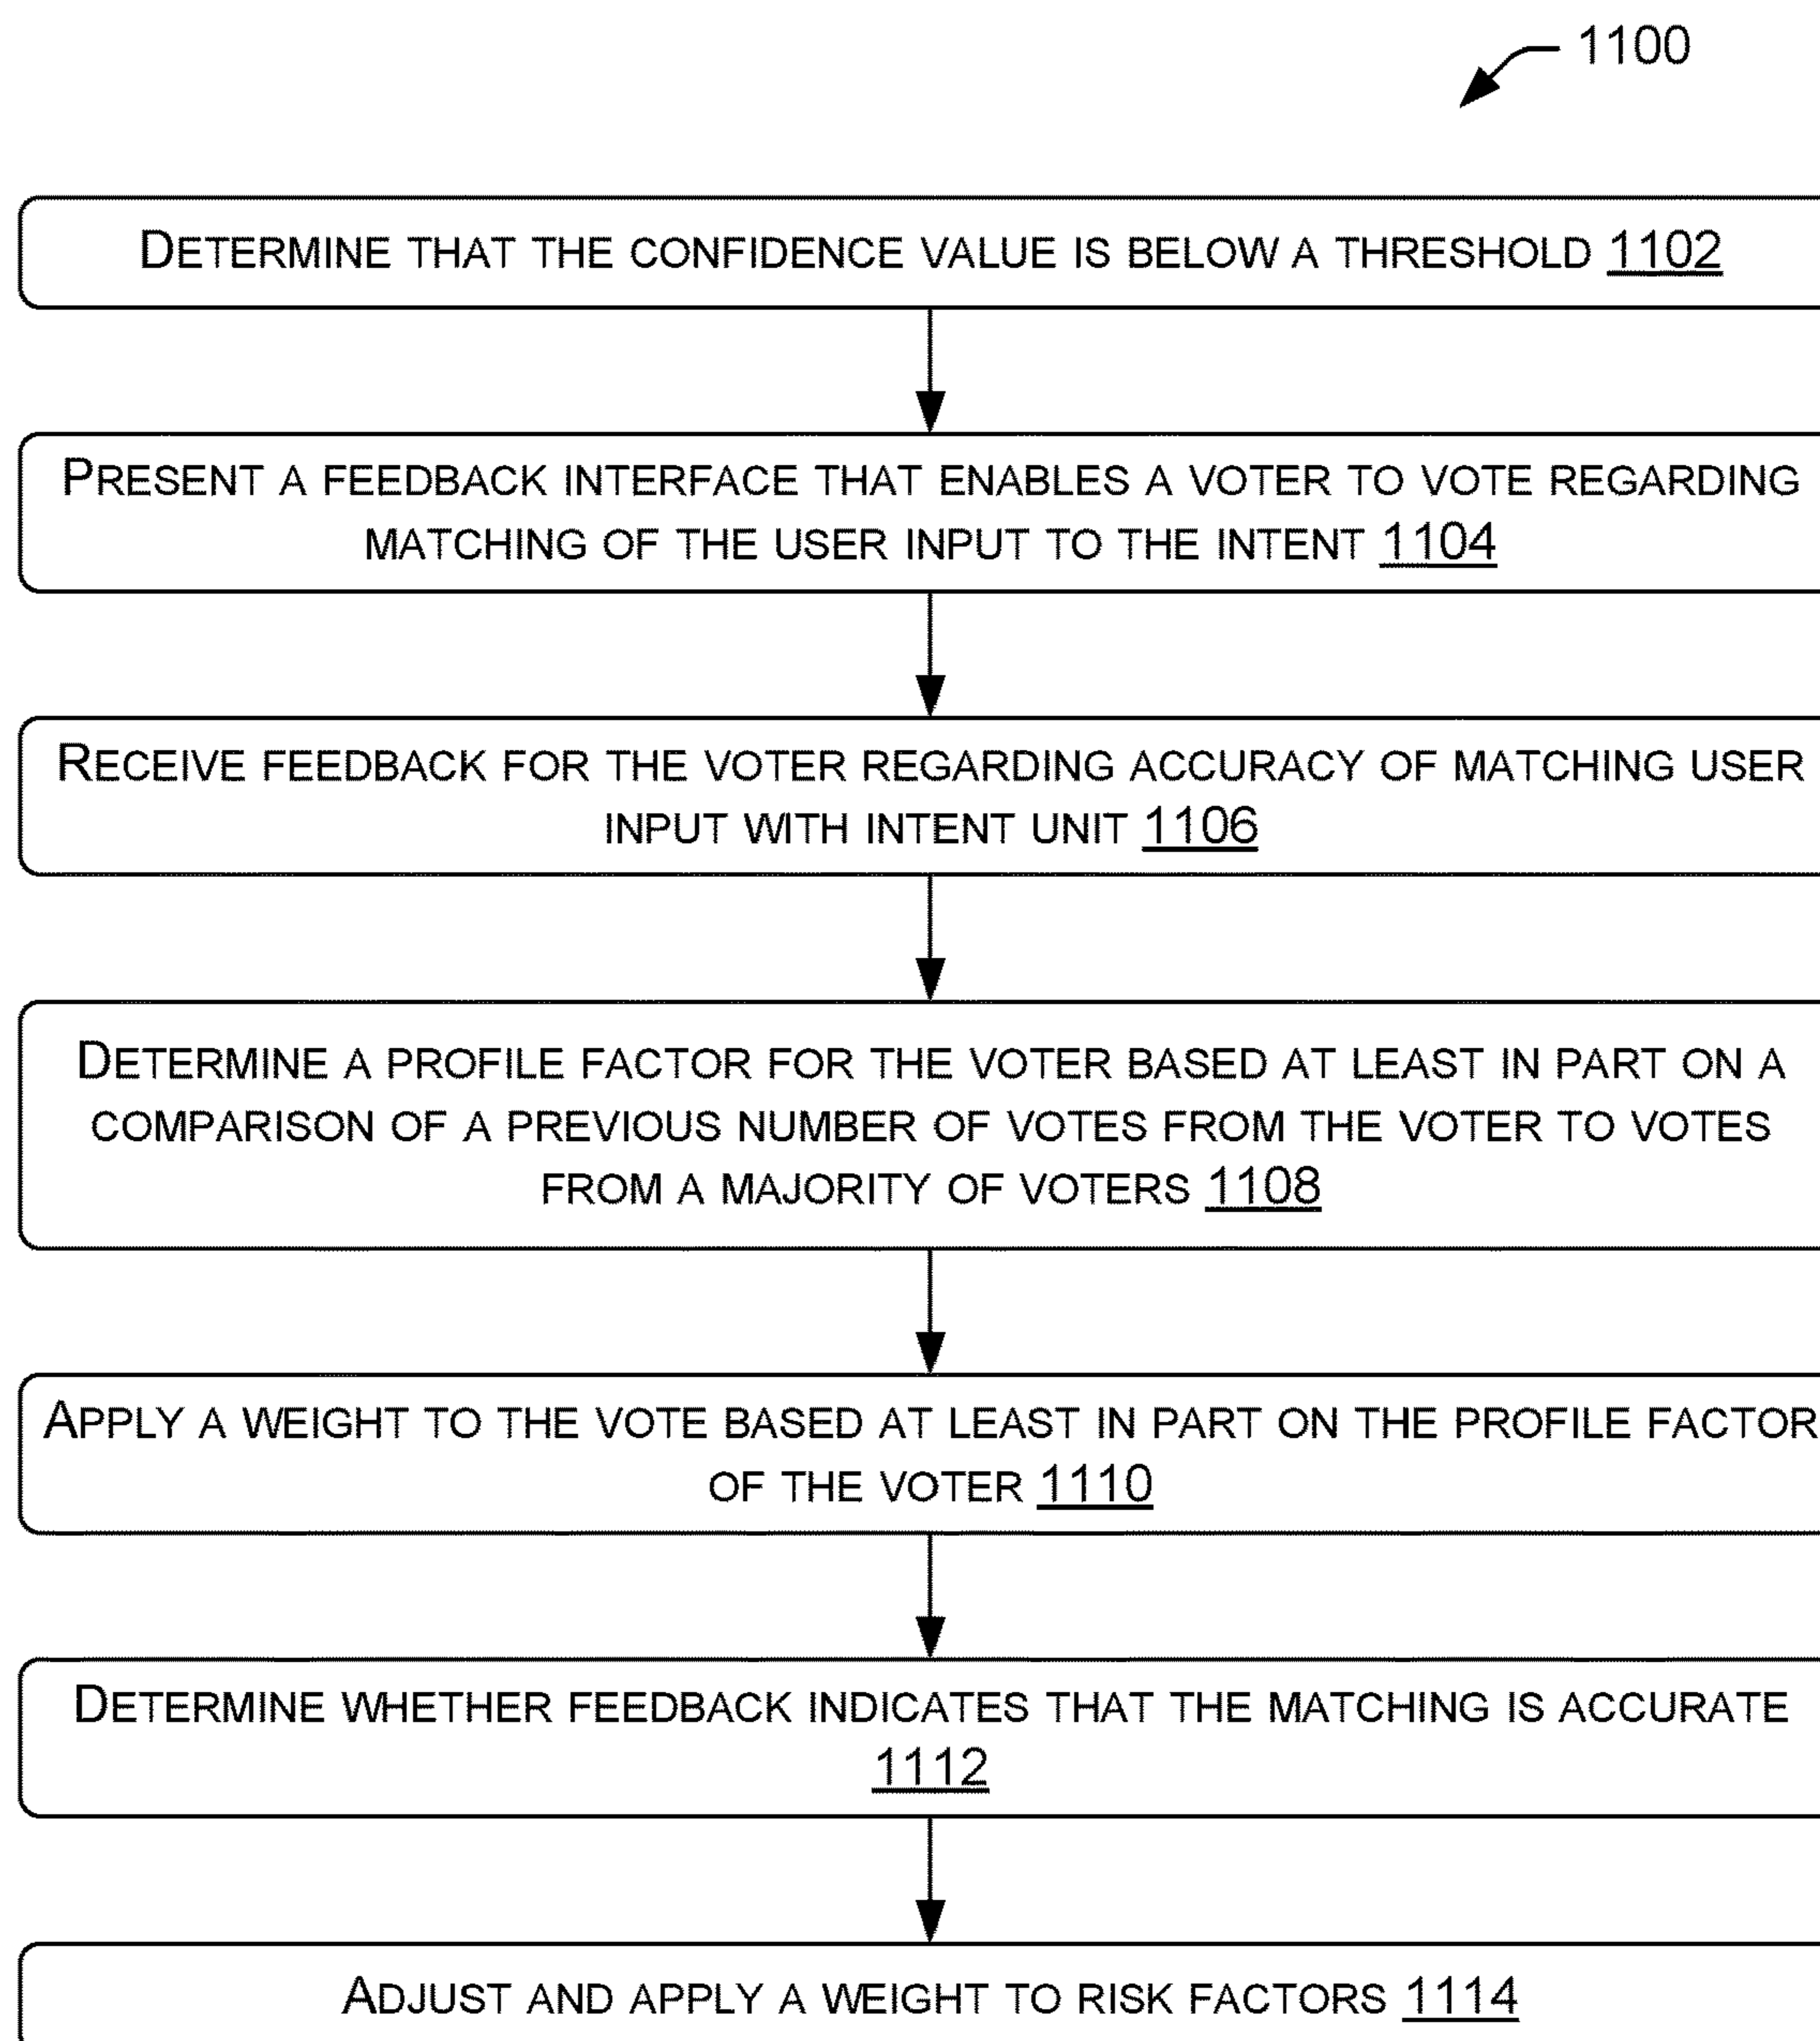 1100
DETERMINE THAT THE CONFIDENCE VALUE IS BELOW A THRESHOLD 1102
PRESENT A FEEDBACK INTERFACE THAT ENABLES A VOTER TO VOTE REGARDING
MATCHING OF THE USER INPUT TO THE INTENT 1104
RECEIVE FEEDBACK FOR THE VOTER REGARDING ACCURACY OF MATCHING USER
INPUT WITH INTENT UNIT 1106
DETERMINE A PROFILE FACTOR FOR THE VOTER BASED AT LEAST IN PART ON A
COMPARISON OF A PREVIOUS NUMBER OF VOTES FROM THE VOTER TO VOTES
FROM A MAJORITY OF VOTERS 1108
APPLY A WEIGHT TO THE VOTE BASED AT LEAST IN PART ON THE PROFILE FACTOR
OF THE VOTER 1110
DETERMINE WHETHER FEEDBACK INDICATES THAT THE MATCHING IS ACCURATE
1112
ADJUST AND APPLY A WEIGHT TO RISK FACTORS 1114